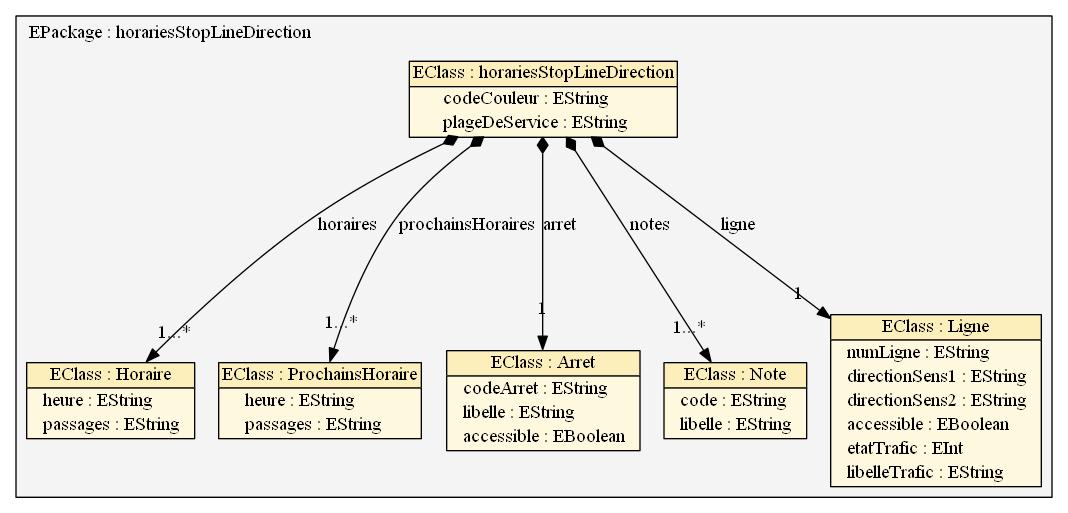 EPackage : horariesStopLineDirection
EClass : horariesStopLineDirection
codeCouleur : EString
plageDeService : EString
horaires
prochainsHoraires
arret
notes
ligne
1...*
1...*
1
1...*
1
EClass : Horaire
heure : EString
passages : EString
EClass : ProchainsHoraire
heure : EString
passages : EString
EClass : Arret
codeArret : EString
libelle : EString
accessible : EBoolean
EClass : Note
code : EString
libelle : EString
EClass : Ligne
numLigne : EString
directionSens1 : EString
directionSens2 : EString
accessible : EBoolean
etatTrafic : EInt
libelleTrafic : EString